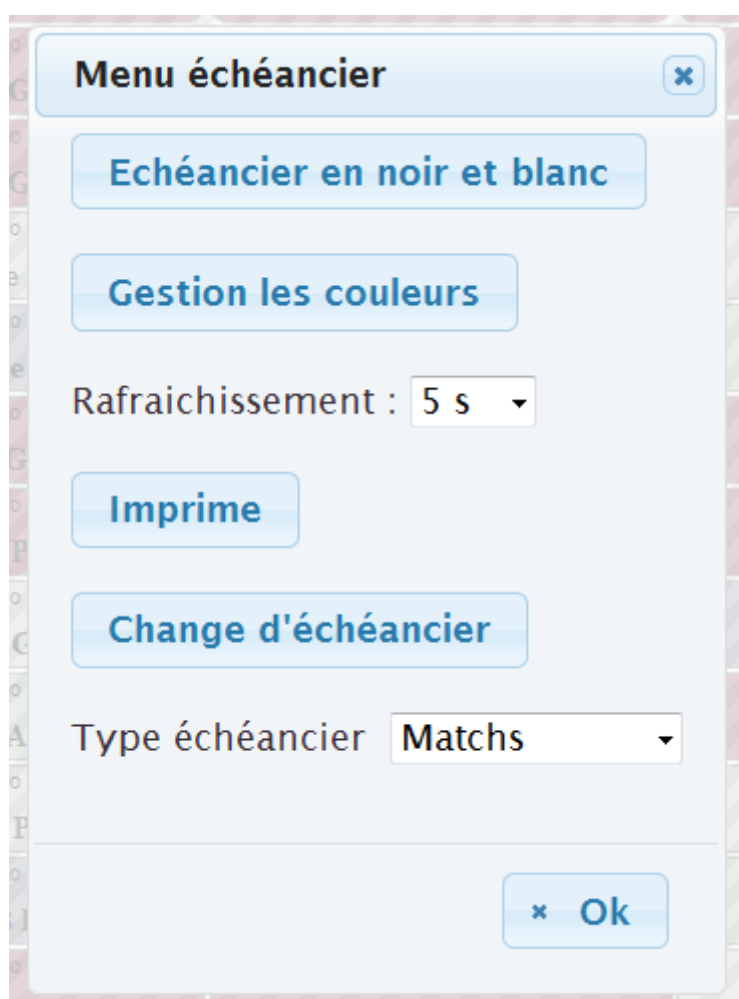 Menu échéancier
Echéancier en noir et blanc
Gestion les couleurs
Rafraichissement : 5 s
Imprime
Change d'échéancier
Type échéancier Matchs
Ok